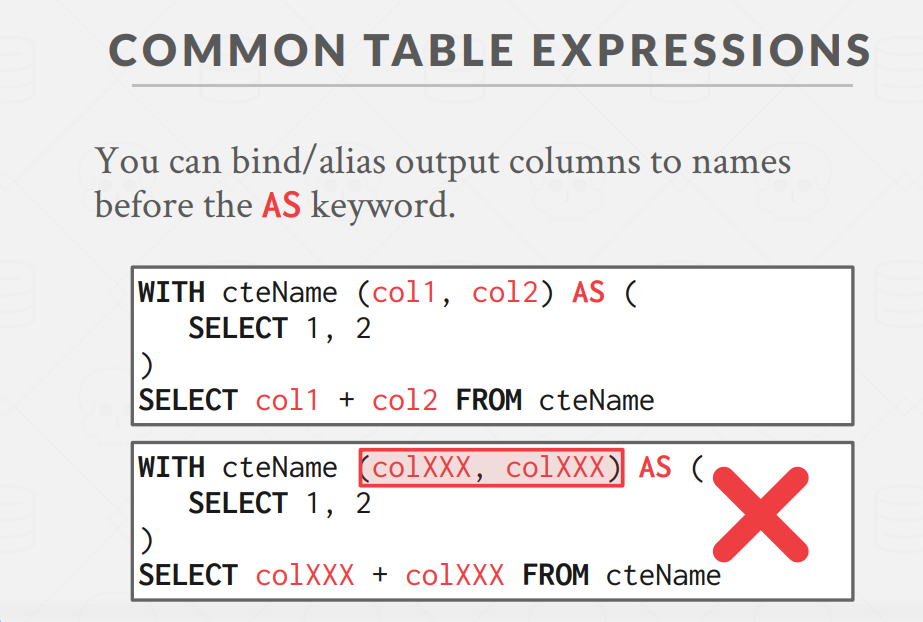 COMMON TABLE EXPRESSIONS
You can bind/alias output columns to names
before the AS keyword.
WITH cteName (col1, col2) AS (
SELECT 1, 2
)
SELECT col1 + col2 FROM cteName
WITH cteName (colXXX, colXXX) AS (
SELECT 1, 2
)
SELECT colXXX + colXXX FROM cteName